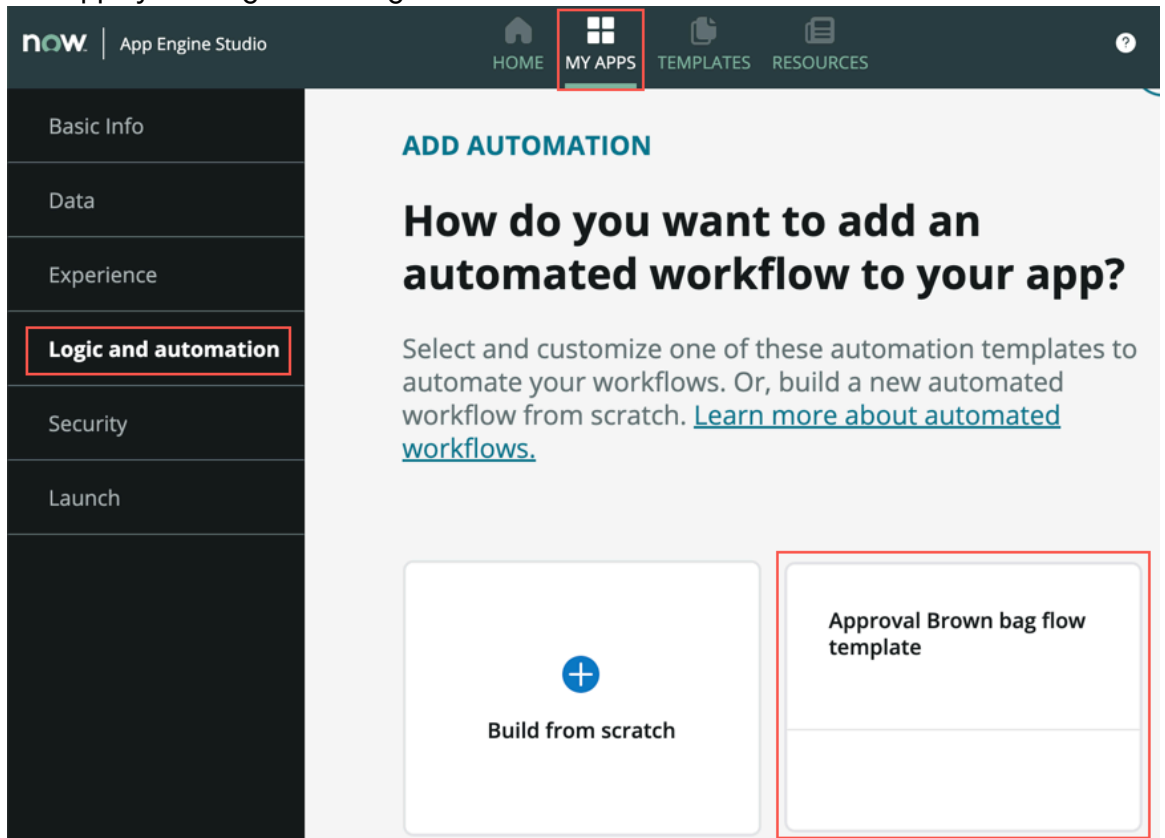 now. | App Engine Studio
HOME
MY APPS
TEMPLATES
RESOURCES
?
Basic Info
Data
Experience
Logic and automation
Security
Launch
ADD AUTOMATION
How do you want to add an
automated workflow to your app?
Select and customize one of these automation templates to
automate your workflows. Or, build a new automated
workflow from scratch. Learn more about automated
workflows.
Build from scratch
Approval Brown bag flow
template